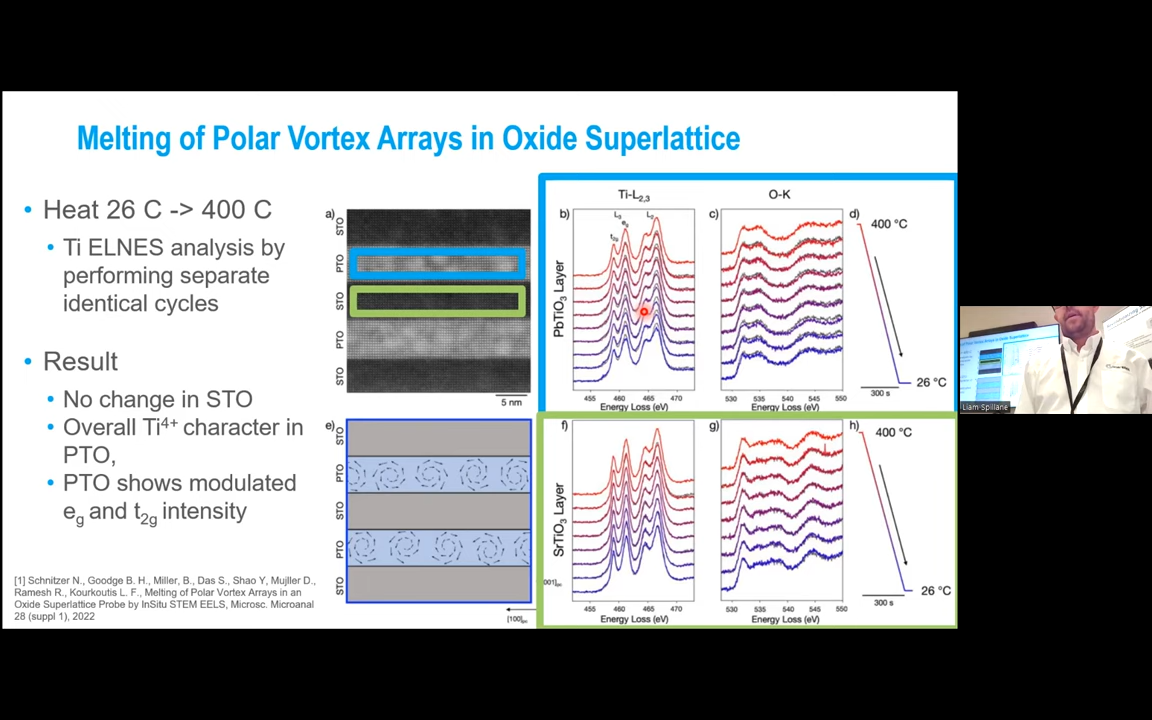 Melting of Polar Vortex Arrays in Oxide Superlattice
• Heat 26 C -> 400 C
• Ti ELNES analysis by
performing separate
identical cycles
• Result
• No change in STO
• Overall Ti4+ character in
PTO,
• PTO shows modulated
eg and t2g intensity
[1] Schnitzer N., Goodge B. H., Miller, B., Das S., Shao Y, Mujller D.,
Ramesh R., Kourkoutis L. F., Melting of Polar Vortex Arrays in an
Oxide Superlattice Probe by InSitu STEM EELS, Microsc. Microanal
28 (suppl 1), 2022
a)
STO
PTO
STO
PTO
STO
5 nm
e)
STO
PTO
STO
PTO
STO
[100]pc
Ti-L2,3
O-K
b)
L3
L2
eg
t2g
c)
d)
400 °C
26 °C
300 s
PbTiO3 Layer
455 460 465 470
Energy Loss (eV)
530 535 540 545 550
Energy Loss (eV)
f)
g)
h)
400 °C
26 °C
300 s
SrTiO3 Layer
001]pc
455 460 465 470
Energy Loss (eV)
530 535 540 545 550
Energy Loss (eV)
Liam Spillane